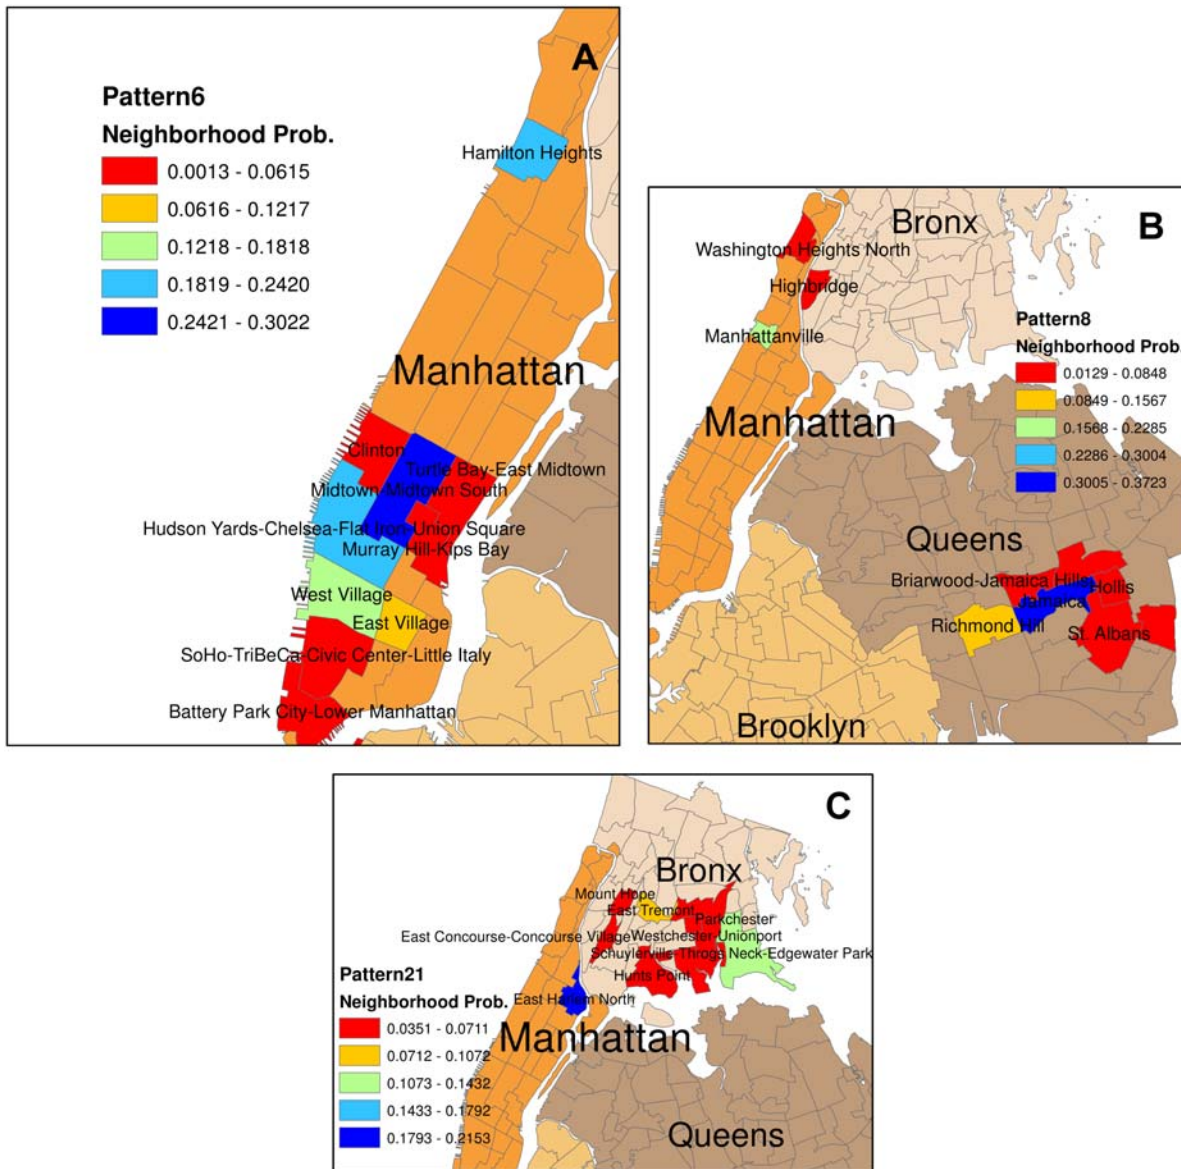 A
Pattern6
Neighborhood Prob.
0.0013 - 0.0615
0.0616 - 0.1217
0.1218 - 0.1818
0.1819 - 0.2420
0.2421 - 0.3022
Hamilton Heights
Manhattan
Clinton
Turtle Bay-East Midtown
Midtown-Midtown South
Hudson Yards-Chelsea-Flat Iron-Union Square
Murray Hill-Kips Bay
West Village
East Village
SoHo-TriBeCa-Civic Center-Little Italy
Battery Park City-Lower Manhattan
B
Bronx
Washington Heights North
Highbridge
Manhattanville
Pattern8
Neighborhood Prob.
0.0129 - 0.0848
0.0849 - 0.1567
0.1568 - 0.2285
0.2286 - 0.3004
0.3005 - 0.3723
Manhattan
Queens
Briarwood-Jamaica Hills
Hollis
Jamaica
Richmond Hill
St. Albans
Brooklyn
C
Bronx
Mount Hope
East Tremont
Parkchester
East Concourse-Concourse Village
Westchester-Unionport
Schuylerville-Throgs Neck-Edgewater Park
Hunts Point
Pattern21
Neighborhood Prob.
0.0351 - 0.0711
0.0712 - 0.1072
0.1073 - 0.1432
0.1433 - 0.1792
0.1793 - 0.2153
East Harlem North
Manhattan
Queens